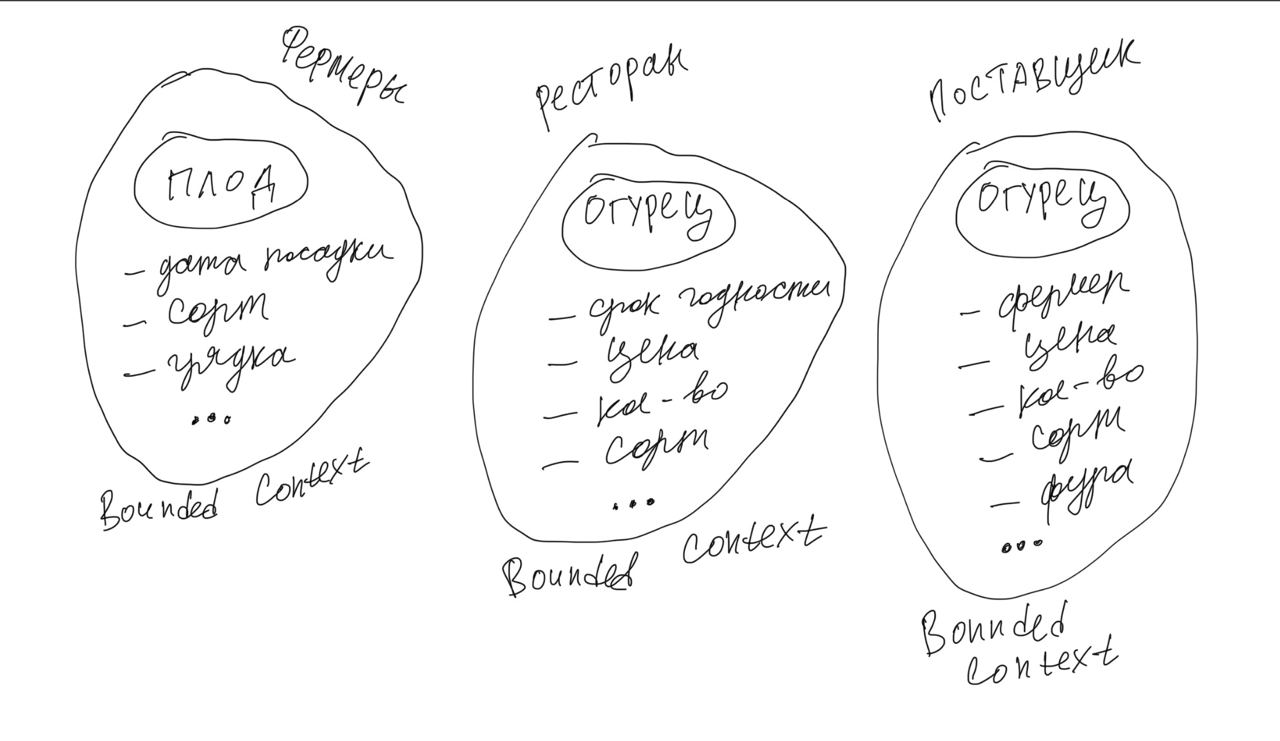 Фермеры
ПЛОД
- дата посадки
- сорт
- грядка
...
Bounded Context
ресторан
ОГУРЕЦ
- срок годности
- цена
- кол-во
- сорт
...
Bounded context
ПОСТАВЩИК
ОГУРЕЦ
- фермер
- цена
- кол-во
- сорт
- фура
...
Bounded
context